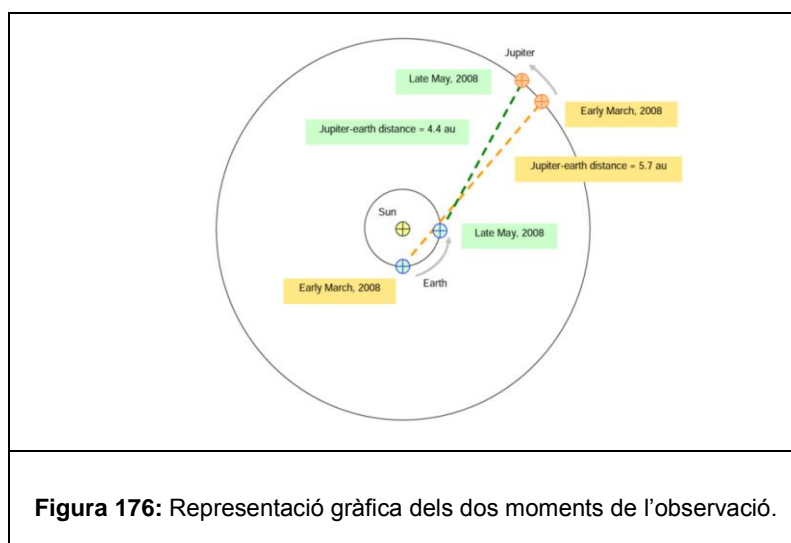 Jupiter
Late May, 2008
Early March, 2008
Jupiter-earth distance = 4.4 au
Jupiter-earth distance = 5.7 au
Sun
Late May, 2008
Early March, 2008
Earth
Figura 176: Representació gràfica dels dos moments de l’observació.